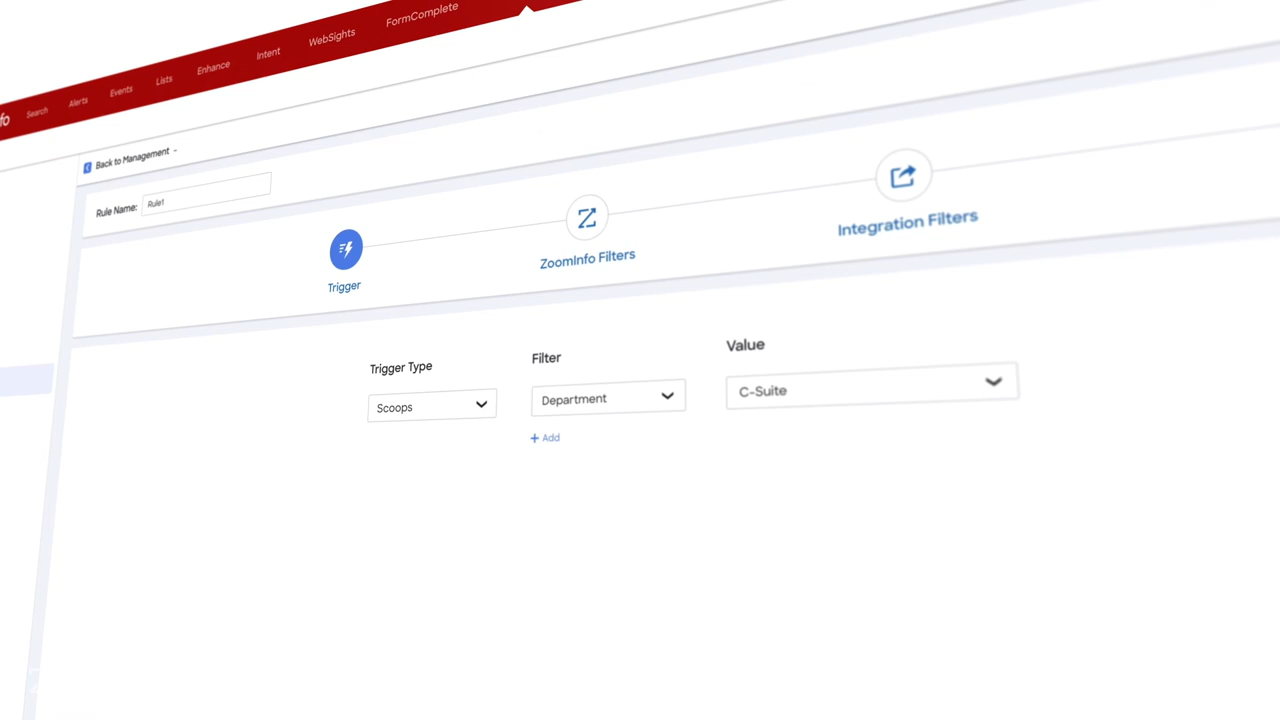 fo Search Alerts Events Lists Enhance Intent WebSights FormComplete
Back to Management
Rule Name: Rule1
Trigger
ZoomInfo Filters
Integration Filters
Trigger Type
Filter
Value
Scoops
Department
C-Suite
+ Add